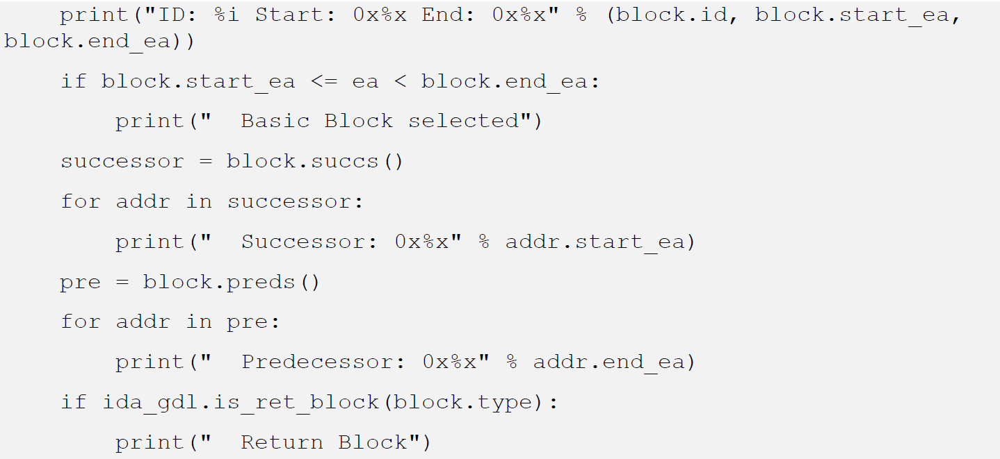 print("ID: %i Start: 0x%x End: 0x%x" % (block.id, block.start_ea,
block.end_ea))
    if block.start_ea <= ea < block.end_ea:
        print("  Basic Block selected")
    successor = block.succs()
    for addr in successor:
        print("  Successor: 0x%x" % addr.start_ea)
    pre = block.preds()
    for addr in pre:
        print("  Predecessor: 0x%x" % addr.end_ea)
    if ida_gdl.is_ret_block(block.type):
        print("  Return Block")